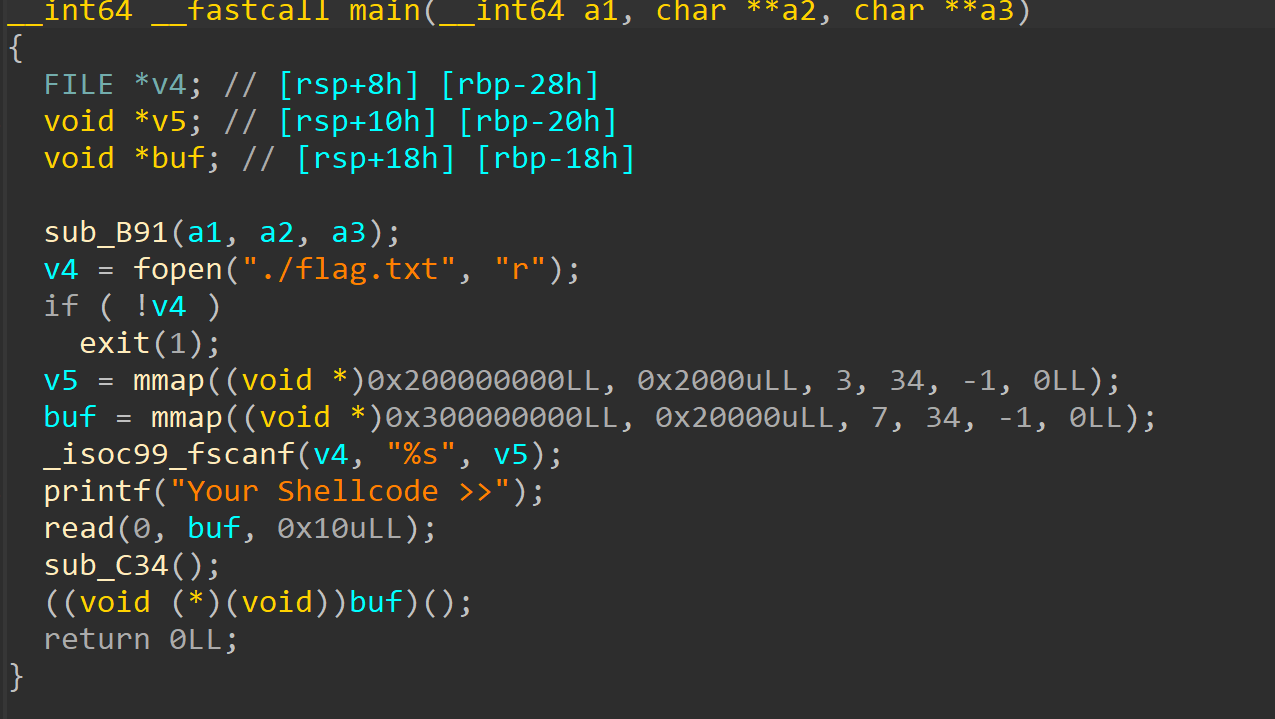 __int64 __fastcall main(__int64 a1, char **a2, char **a3)
{
  FILE *v4; // [rsp+8h] [rbp-28h]
  void *v5; // [rsp+10h] [rbp-20h]
  void *buf; // [rsp+18h] [rbp-18h]

  sub_B91(a1, a2, a3);
  v4 = fopen("./flag.txt", "r");
  if ( !v4 )
    exit(1);
  v5 = mmap((void *)0x200000000LL, 0x2000uLL, 3, 34, -1, 0LL);
  buf = mmap((void *)0x300000000LL, 0x20000uLL, 7, 34, -1, 0LL);
  _isoc99_fscanf(v4, "%s", v5);
  printf("Your Shellcode >>");
  read(0, buf, 0x10uLL);
  sub_C34();
  ((void (*)(void))buf)();
  return 0LL;
}